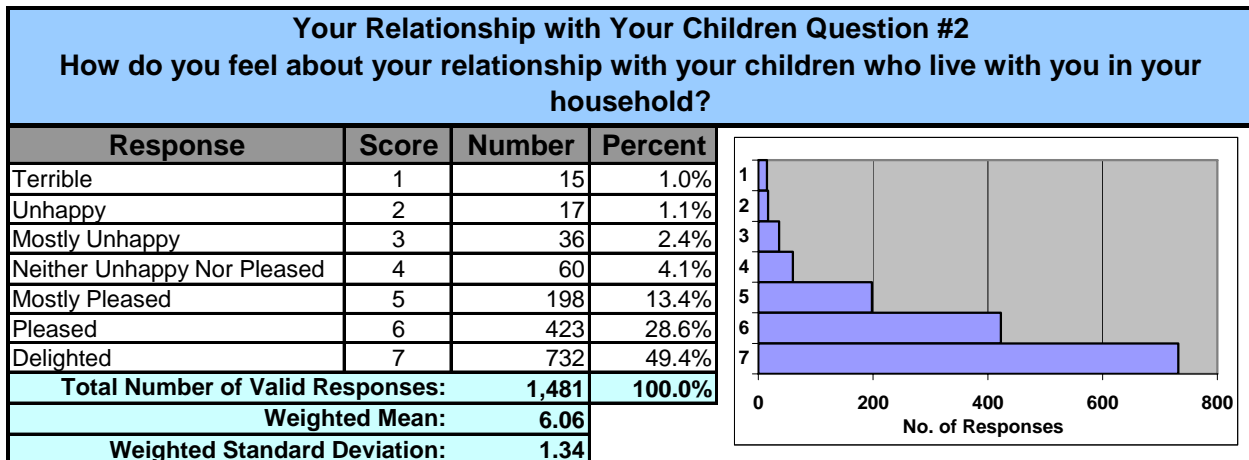 Your Relationship with Your Children Question #2
How do you feel about your relationship with your children who live with you in your
household?
Response Score Number Percent
Terrible 1 15 1.0%
Unhappy 2 17 1.1%
Mostly Unhappy 3 36 2.4%
Neither Unhappy Nor Pleased 4 60 4.1%
Mostly Pleased 5 198 13.4%
Pleased 6 423 28.6%
Delighted 7 732 49.4%
Total Number of Valid Responses: 1,481 100.0%
Weighted Mean: 6.06
Weighted Standard Deviation: 1.34
1
2
3
4
5
6
7
0 200 400 600 800
No. of Responses